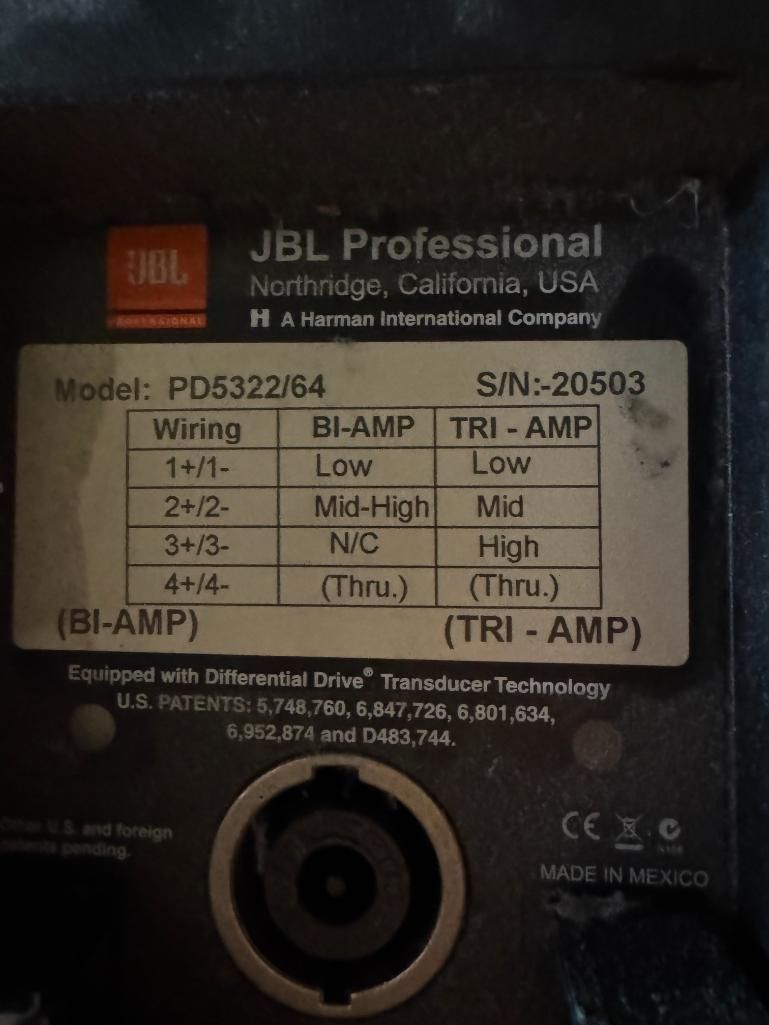 JBL
PROFESSIONAL
JBL Professional
Northridge, California, USA
H A Harman International Company
Model: PD5322/64 S/N:-20503
Wiring BI-AMP TRI - AMP
1+/1- Low Low
2+/2- Mid-High Mid
3+/3- N/C High
4+/4- (Thru.) (Thru.)
(BI-AMP) (TRI - AMP)
Equipped with Differential Drive® Transducer Technology
U.S. PATENTS: 5,748,760, 6,847,726, 6,801,634,
6,952,874 and D483,744.
Other U.S. and foreign
patents pending.
CE
MADE IN MEXICO